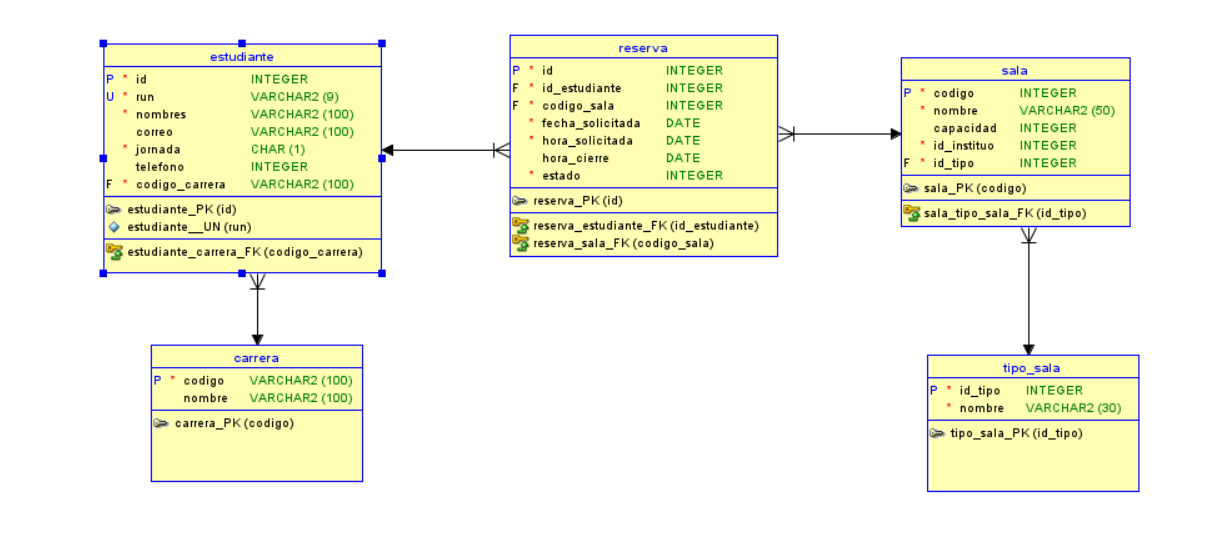 estudiante
P * id INTEGER
U * run VARCHAR2 (9)
* nombres VARCHAR2 (100)
correo VARCHAR2 (100)
* jornada CHAR (1)
telefono INTEGER
F * codigo_carrera VARCHAR2 (100)
estudiante_PK (id)
estudiante__UN (run)
estudiante_carrera_FK (codigo_carrera)
reserva
P * id INTEGER
F * id_estudiante INTEGER
F * codigo_sala INTEGER
* fecha_solicitada DATE
* hora_solicitada DATE
hora_cierre DATE
* estado INTEGER
reserva_PK (id)
reserva_estudiante_FK (id_estudiante)
reserva_sala_FK (codigo_sala)
sala
P * codigo INTEGER
* nombre VARCHAR2 (50)
capacidad INTEGER
* id_instituo INTEGER
F * id_tipo INTEGER
sala_PK (codigo)
sala_tipo_sala_FK (id_tipo)
carrera
P * codigo VARCHAR2 (100)
nombre VARCHAR2 (100)
carrera_PK (codigo)
tipo_sala
P * id_tipo INTEGER
* nombre VARCHAR2 (30)
tipo_sala_PK (id_tipo)